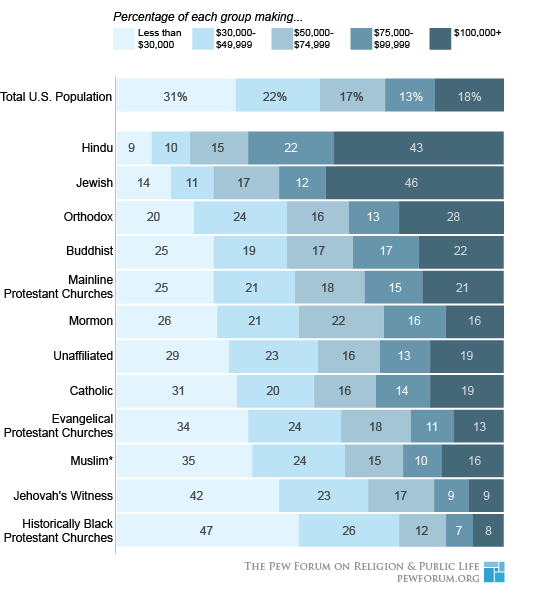 Percentage of each group making...
Less than $30,000
$30,000-$49,999
$50,000-$74,999
$75,000-$99,999
$100,000+
Total U.S. Population 31% 22% 17% 13% 18%
Hindu 9 10 15 22 43
Jewish 14 11 17 12 46
Orthodox 20 24 16 13 28
Buddhist 25 19 17 17 22
Mainline
Protestant Churches 25 21 18 15 21
Mormon 26 21 22 16 16
Unaffiliated 29 23 16 13 19
Catholic 31 20 16 14 19
Evangelical
Protestant Churches 34 24 18 11 13
Muslim* 35 24 15 10 16
Jehovah's Witness 42 23 17 9 9
Historically Black
Protestant Churches 47 26 12 7 8
The Pew Forum on Religion & Public Life
pewforum.org